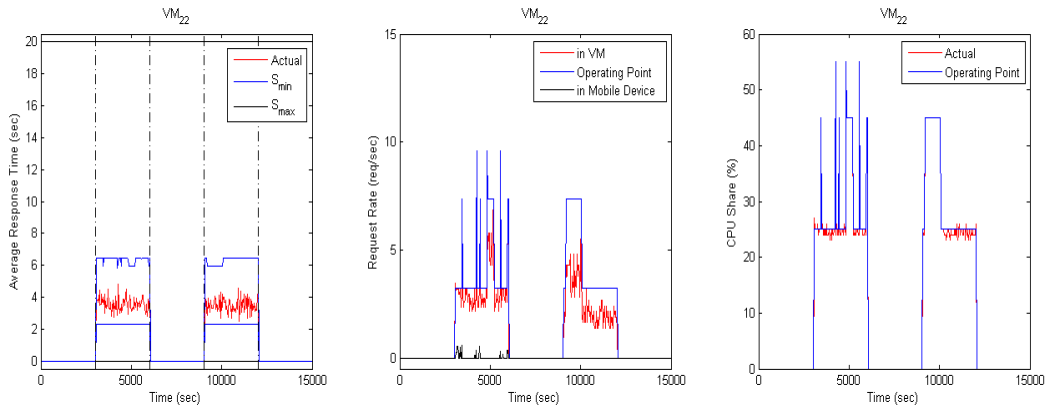 VM22
20
18
16
14
12
10
8
6
4
2
0
Average Response Time (sec)
Actual
Smin
Smax
0
5000
10000
15000
Time (sec)
VM22
15
10
5
0
Request Rate (req/sec)
in VM
Operating Point
in Mobile Device
0
5000
10000
15000
Time (sec)
VM22
60
50
40
30
20
10
0
CPU Share (%)
Actual
Operating Point
0
5000
10000
15000
Time (sec)